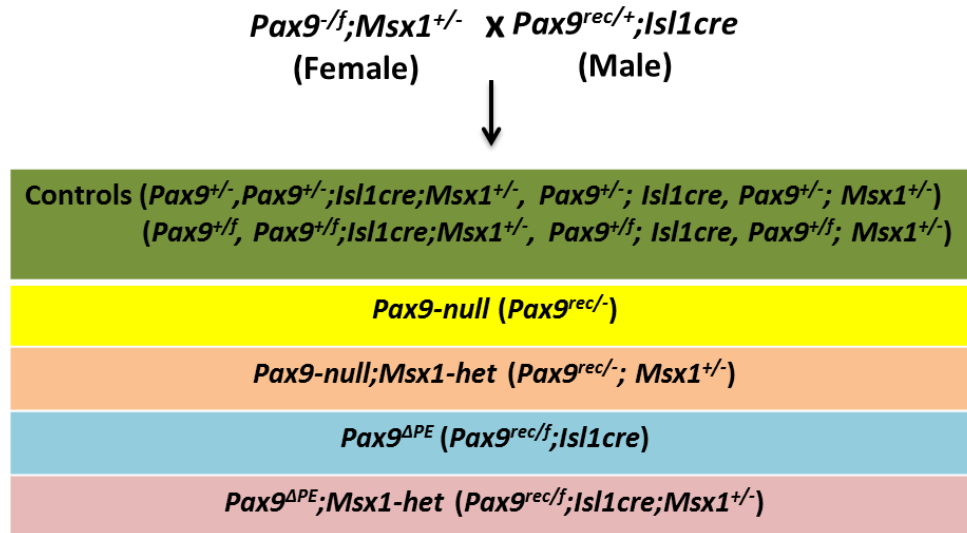 Pax9-/f;Msx1+/- X Pax9rec/+;Isl1cre
(Female) (Male)
Controls (Pax9+/-,Pax9+/-;Isl1cre;Msx1+/-, Pax9+/-; Isl1cre, Pax9+/-; Msx1+/-)
(Pax9+/f, Pax9+/f;Isl1cre;Msx1+/-, Pax9+/f; Isl1cre, Pax9+/f; Msx1+/-)
Pax9-null (Pax9rec/-)
Pax9-null;Msx1-het (Pax9rec/-; Msx1+/-)
Pax9ΔPE (Pax9rec/f;Isl1cre)
Pax9ΔPE;Msx1-het (Pax9rec/f;Isl1cre;Msx1+/-)